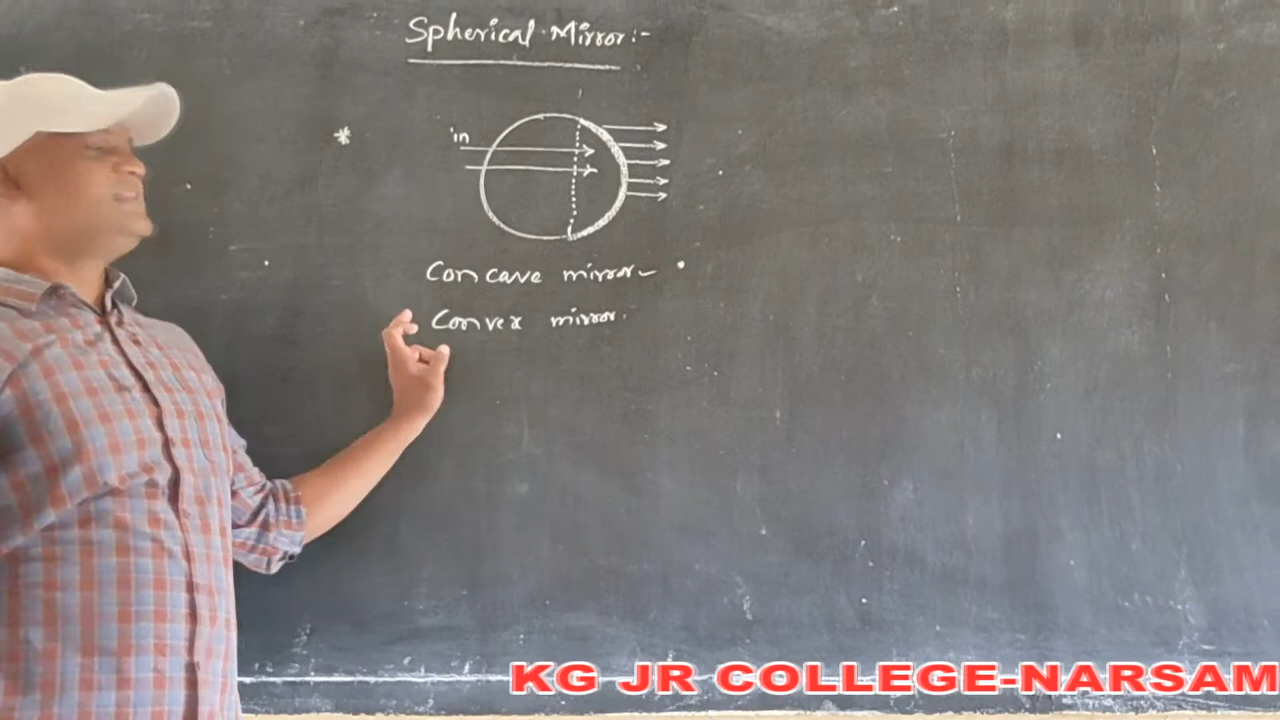 Spherical Mirror:-
*
in
Concave mirror-
Convex mirror.
KG JR COLLEGE-NARSAM